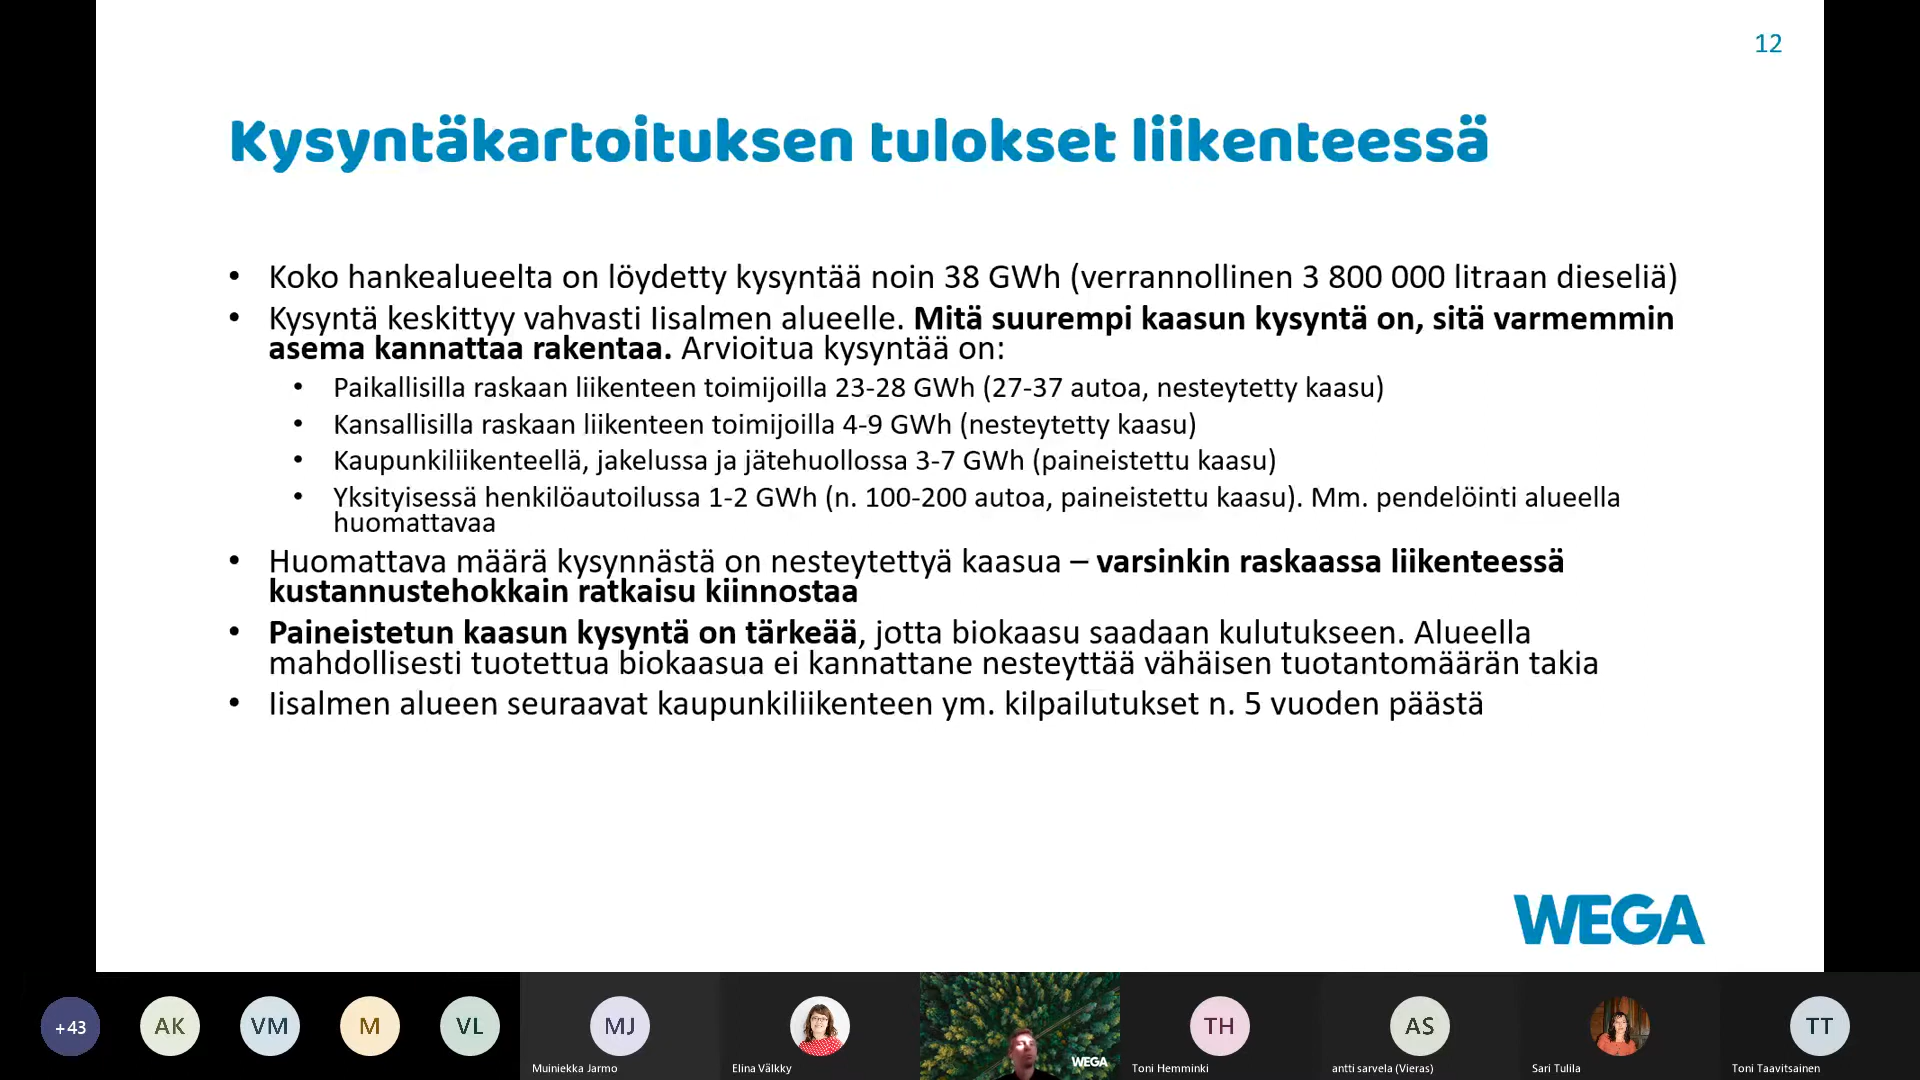 12
Kysyntäkartoituksen tulokset liikenteessä
• Koko hankealueelta on löydetty kysyntää noin 38 GWh (verrannollinen 3 800 000 litraan dieseliä)
• Kysyntä keskittyy vahvasti Iisalmen alueelle. Mitä suurempi kaasun kysyntä on, sitä varmemmin
asema kannattaa rakentaa. Arvioitua kysyntää on:
• Paikallisilla raskaan liikenteen toimijoilla 23-28 GWh (27-37 autoa, nesteytetty kaasu)
• Kansallisilla raskaan liikenteen toimijoilla 4-9 GWh (nesteytetty kaasu)
• Kaupunkiliikenteellä, jakelussa ja jätehuollossa 3-7 GWh (paineistettu kaasu)
• Yksityisessä henkilöautoilussa 1-2 GWh (n. 100-200 autoa, paineistettu kaasu). Mm. pendelöinti alueella
huomattavaa
• Huomattava määrä kysynnästä on nesteytettyä kaasua – varsinkin raskaassa liikenteessä
kustannustehokkain ratkaisu kiinnostaa
• Paineistetun kaasun kysyntä on tärkeää, jotta biokaasu saadaan kulutukseen. Alueella
mahdollisesti tuotettua biokaasua ei kannattane nesteyttää vähäisen tuotantomäärän takia
• Iisalmen alueen seuraavat kaupunkiliikenteen ym. kilpailutukset n. 5 vuoden päästä
WEGA
+43 AK VM M VL MJ TH AS TT
WEGA
Muiniekka Jarmo Elina Välkky Toni Hemminki antti sarvela (Vieras) Sari Tulila Toni Taavitsainen